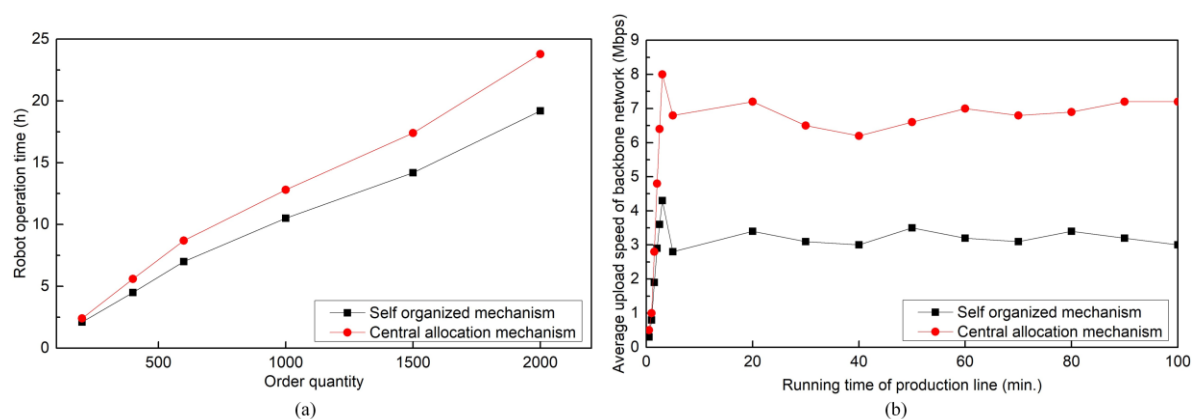 25
20
15
10
5
0
Robot operation time (h)
500
1000
1500
2000
Order quantity
Self organized mechanism
Central allocation mechanism
(a)
9
8
7
6
5
4
3
2
1
0
Average upload speed of backbone network (Mbps)
0
20
40
60
80
100
Running time of production line (min.)
Self organized mechanism
Central allocation mechanism
(b)